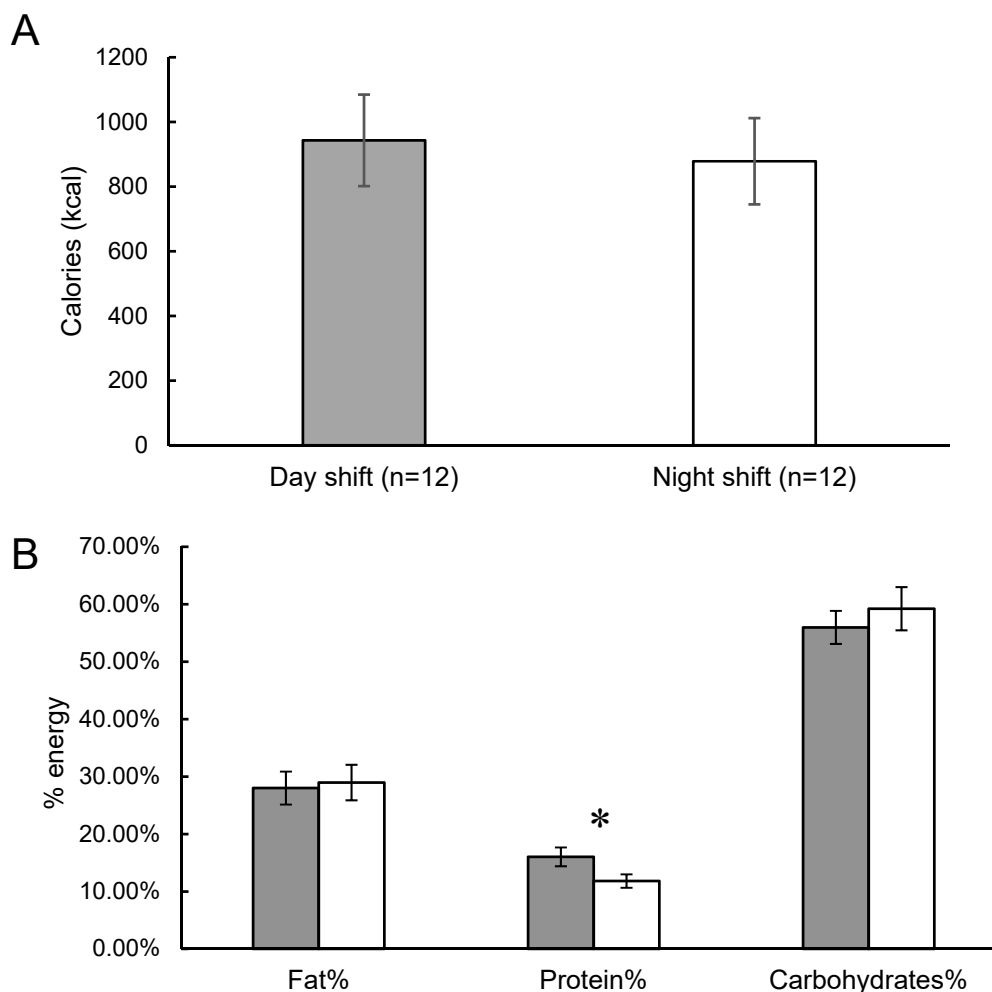 A
1200
1000
800
600
400
200
0
Calories (kcal)
Day shift (n=12)
Night shift (n=12)
B
70.00%
60.00%
50.00%
40.00%
30.00%
20.00%
10.00%
0.00%
% energy
*
Fat%
Protein%
Carbohydrates%